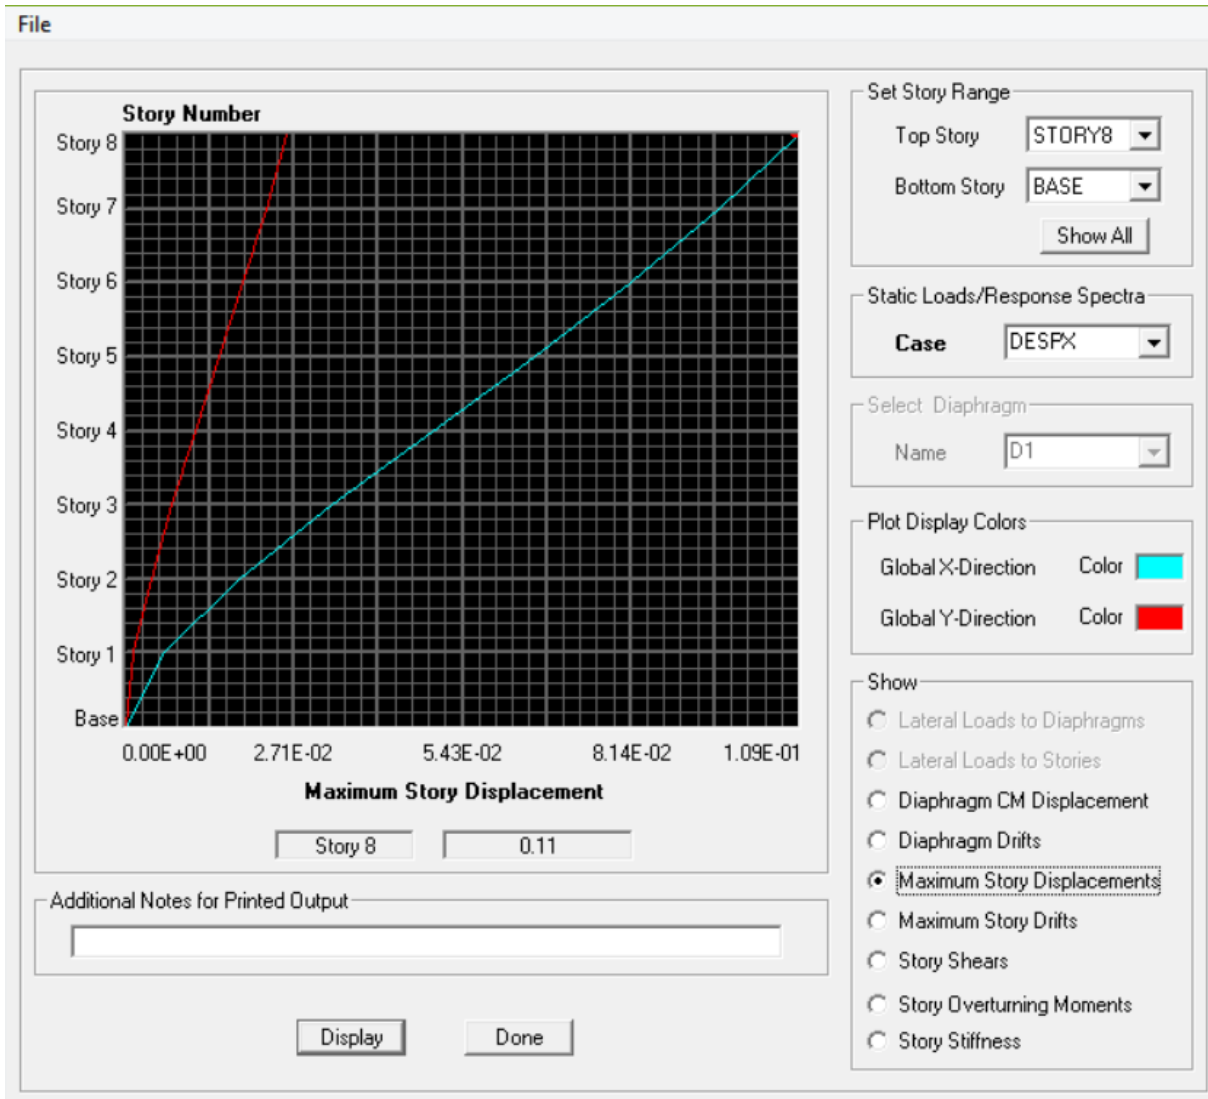 File
Story Number
Story 8
Story 7
Story 6
Story 5
Story 4
Story 3
Story 2
Story 1
Base
0.00E+00 2.71E-02 5.43E-02 8.14E-02 1.09E-01
Maximum Story Displacement
Story 8 0.11
Additional Notes for Printed Output
Display Done
Set Story Range
Top Story STORY8
Bottom Story BASE
Show All
Static Loads/Response Spectra
Case DESPX
Select Diaphragm
Name D1
Plot Display Colors
Global X-Direction Color
Global Y-Direction Color
Show
Lateral Loads to Diaphragms
Lateral Loads to Stories
Diaphragm CM Displacement
Diaphragm Drifts
Maximum Story Displacements
Maximum Story Drifts
Story Shears
Story Overturning Moments
Story Stiffness